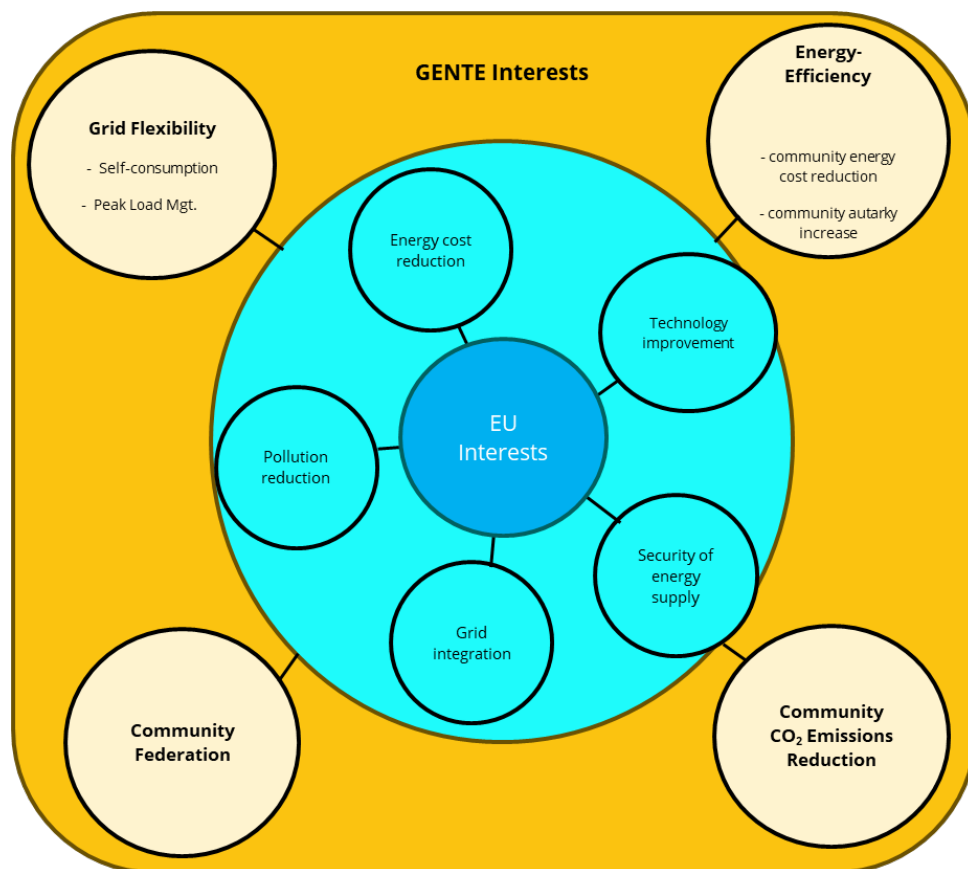 GENTE Interests
Grid Flexibility
- Self-consumption
- Peak Load Mgt.
Energy-
Efficiency
- community energy
cost reduction
- community autarky
increase
Energy cost
reduction
Technology
improvement
EU
Interests
Pollution
reduction
Security of
energy
supply
Grid
integration
Community
Federation
Community
CO₂ Emissions
Reduction